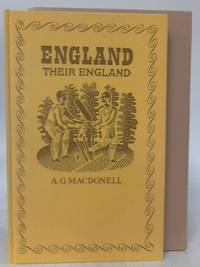 ENGLAND
THEIR ENGLAND
A. G. MACDONELL